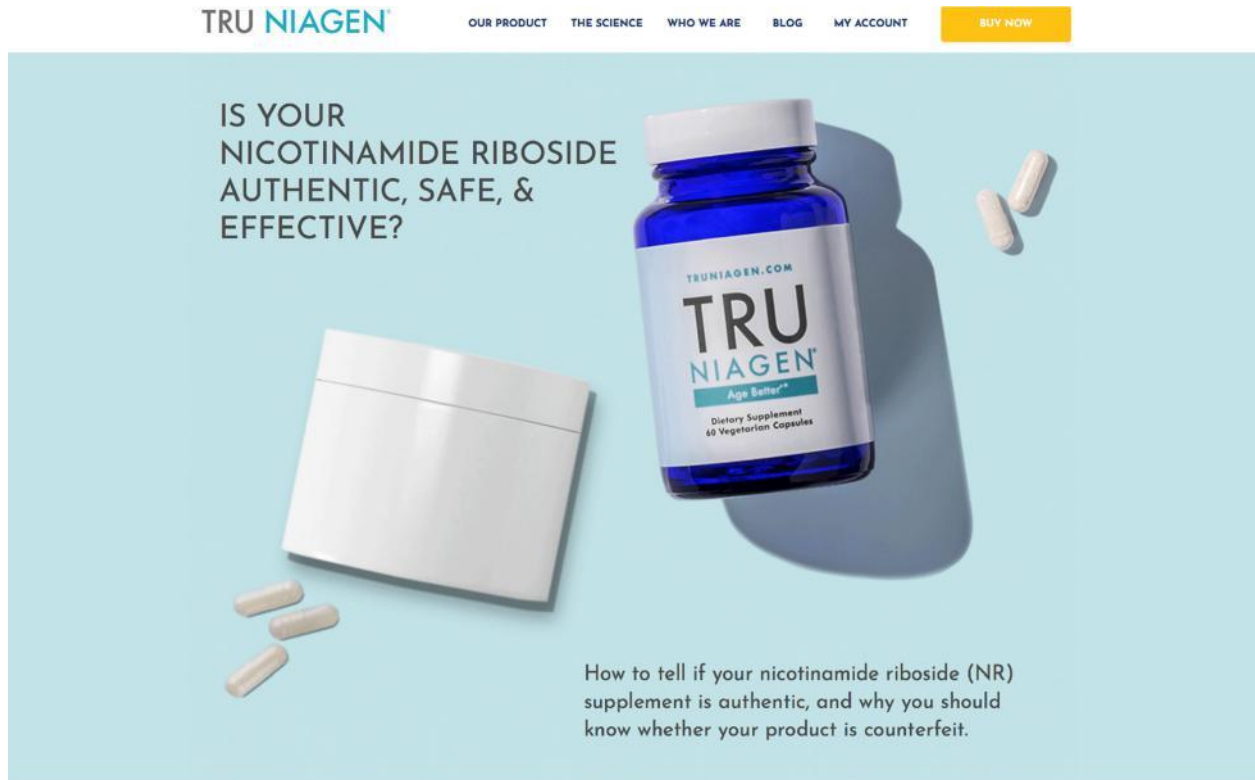 TRU NIAGEN®
OUR PRODUCT
THE SCIENCE
WHO WE ARE
BLOG
MY ACCOUNT
BUY NOW
IS YOUR
NICOTINAMIDE RIBOSIDE
AUTHENTIC, SAFE, &
EFFECTIVE?
TRUNIAGEN.COM
TRU
NIAGEN®
Age Better™*
Dietary Supplement
60 Vegetarian Capsules
How to tell if your nicotinamide riboside (NR)
supplement is authentic, and why you should
know whether your product is counterfeit.